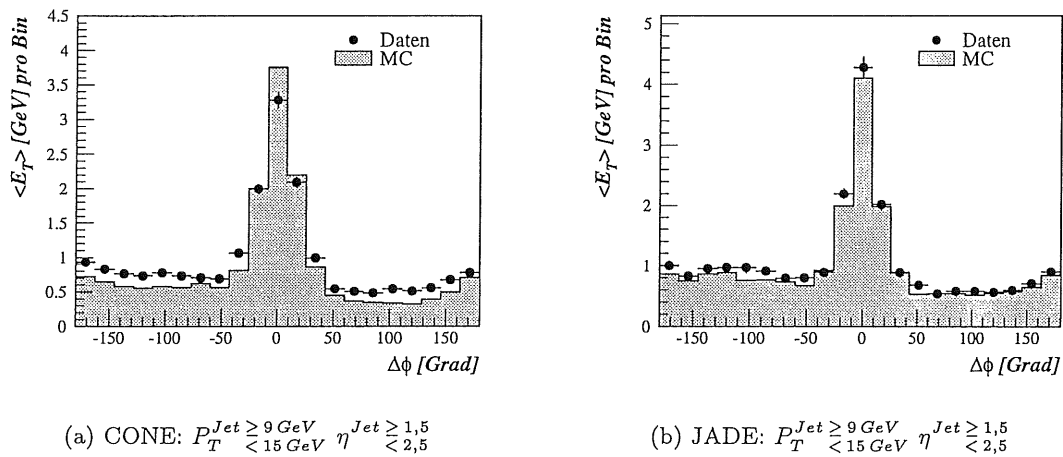 <E_T> [GeV] pro Bin
4.5
4
3.5
3
2.5
2
1.5
1
0.5
0
Daten
MC
-150 -100 -50 0 50 100 150
Δϕ [Grad]
(a) CONE: P_T^{Jet} ≥ 9 GeV < 15 GeV η^{Jet} ≥ 1,5 < 2,5
<E_T> [GeV] pro Bin
5
4
3
2
1
0
Daten
MC
-150 -100 -50 0 50 100 150
Δϕ [Grad]
(b) JADE: P_T^{Jet} ≥ 9 GeV < 15 GeV η^{Jet} ≥ 1,5 < 2,5